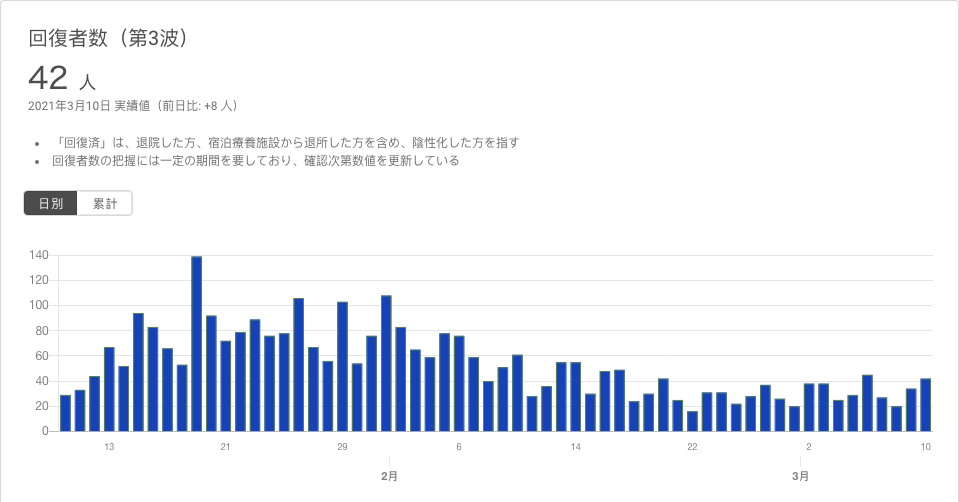 回復者数（第3波）
42 人
2021年3月10日 実績値（前日比: +8 人）
• 「回復済」は、退院した方、宿泊療養施設から退所した方を含め、陰性化した方を指す
• 回復者数の把握には一定の期間を要しており、確認次第数値を更新している
日別 累計
140
120
100
80
60
40
20
0
13 21 29 6 14 22 2 10
2月 3月